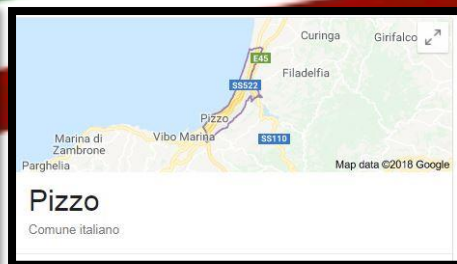 Curinga
Girifalco
E45
Filadelfia
SS522
Pizzo
Marina di
Zambrone
Vibo Marina
SS110
Parghelia
Map data ©2018 Google
Pizzo
Comune italiano